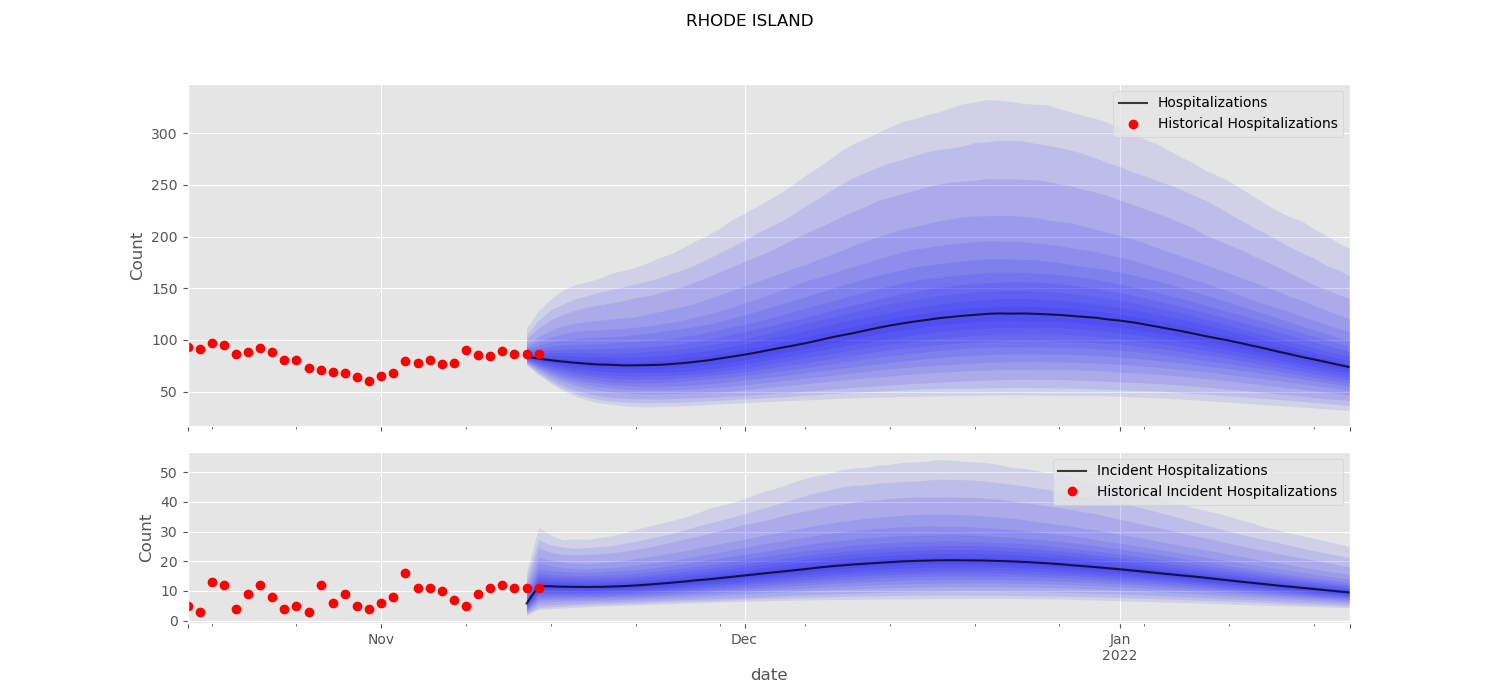 RHODE ISLAND
Hospitalizations
Historical Hospitalizations
300
250
200
150
100
50
Count
Incident Hospitalizations
Historical Incident Hospitalizations
50
40
30
20
10
0
Count
Nov
Dec
Jan
2022
date